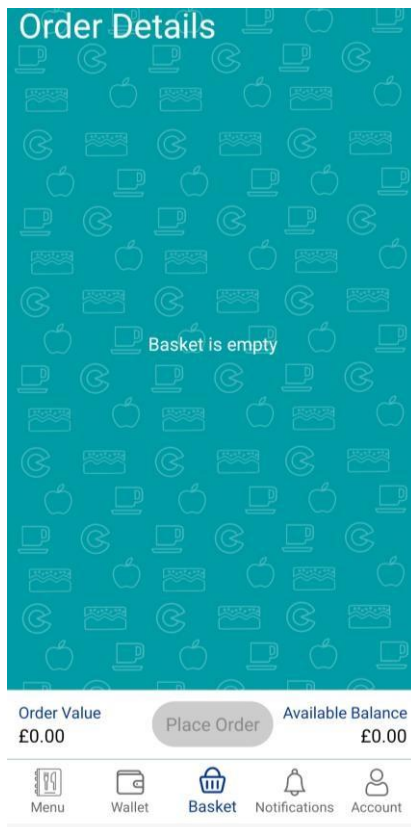 Order Details
Basket is empty
Order Value
£0.00
Place Order
Available Balance
£0.00
Menu
Wallet
Basket
Notifications
Account